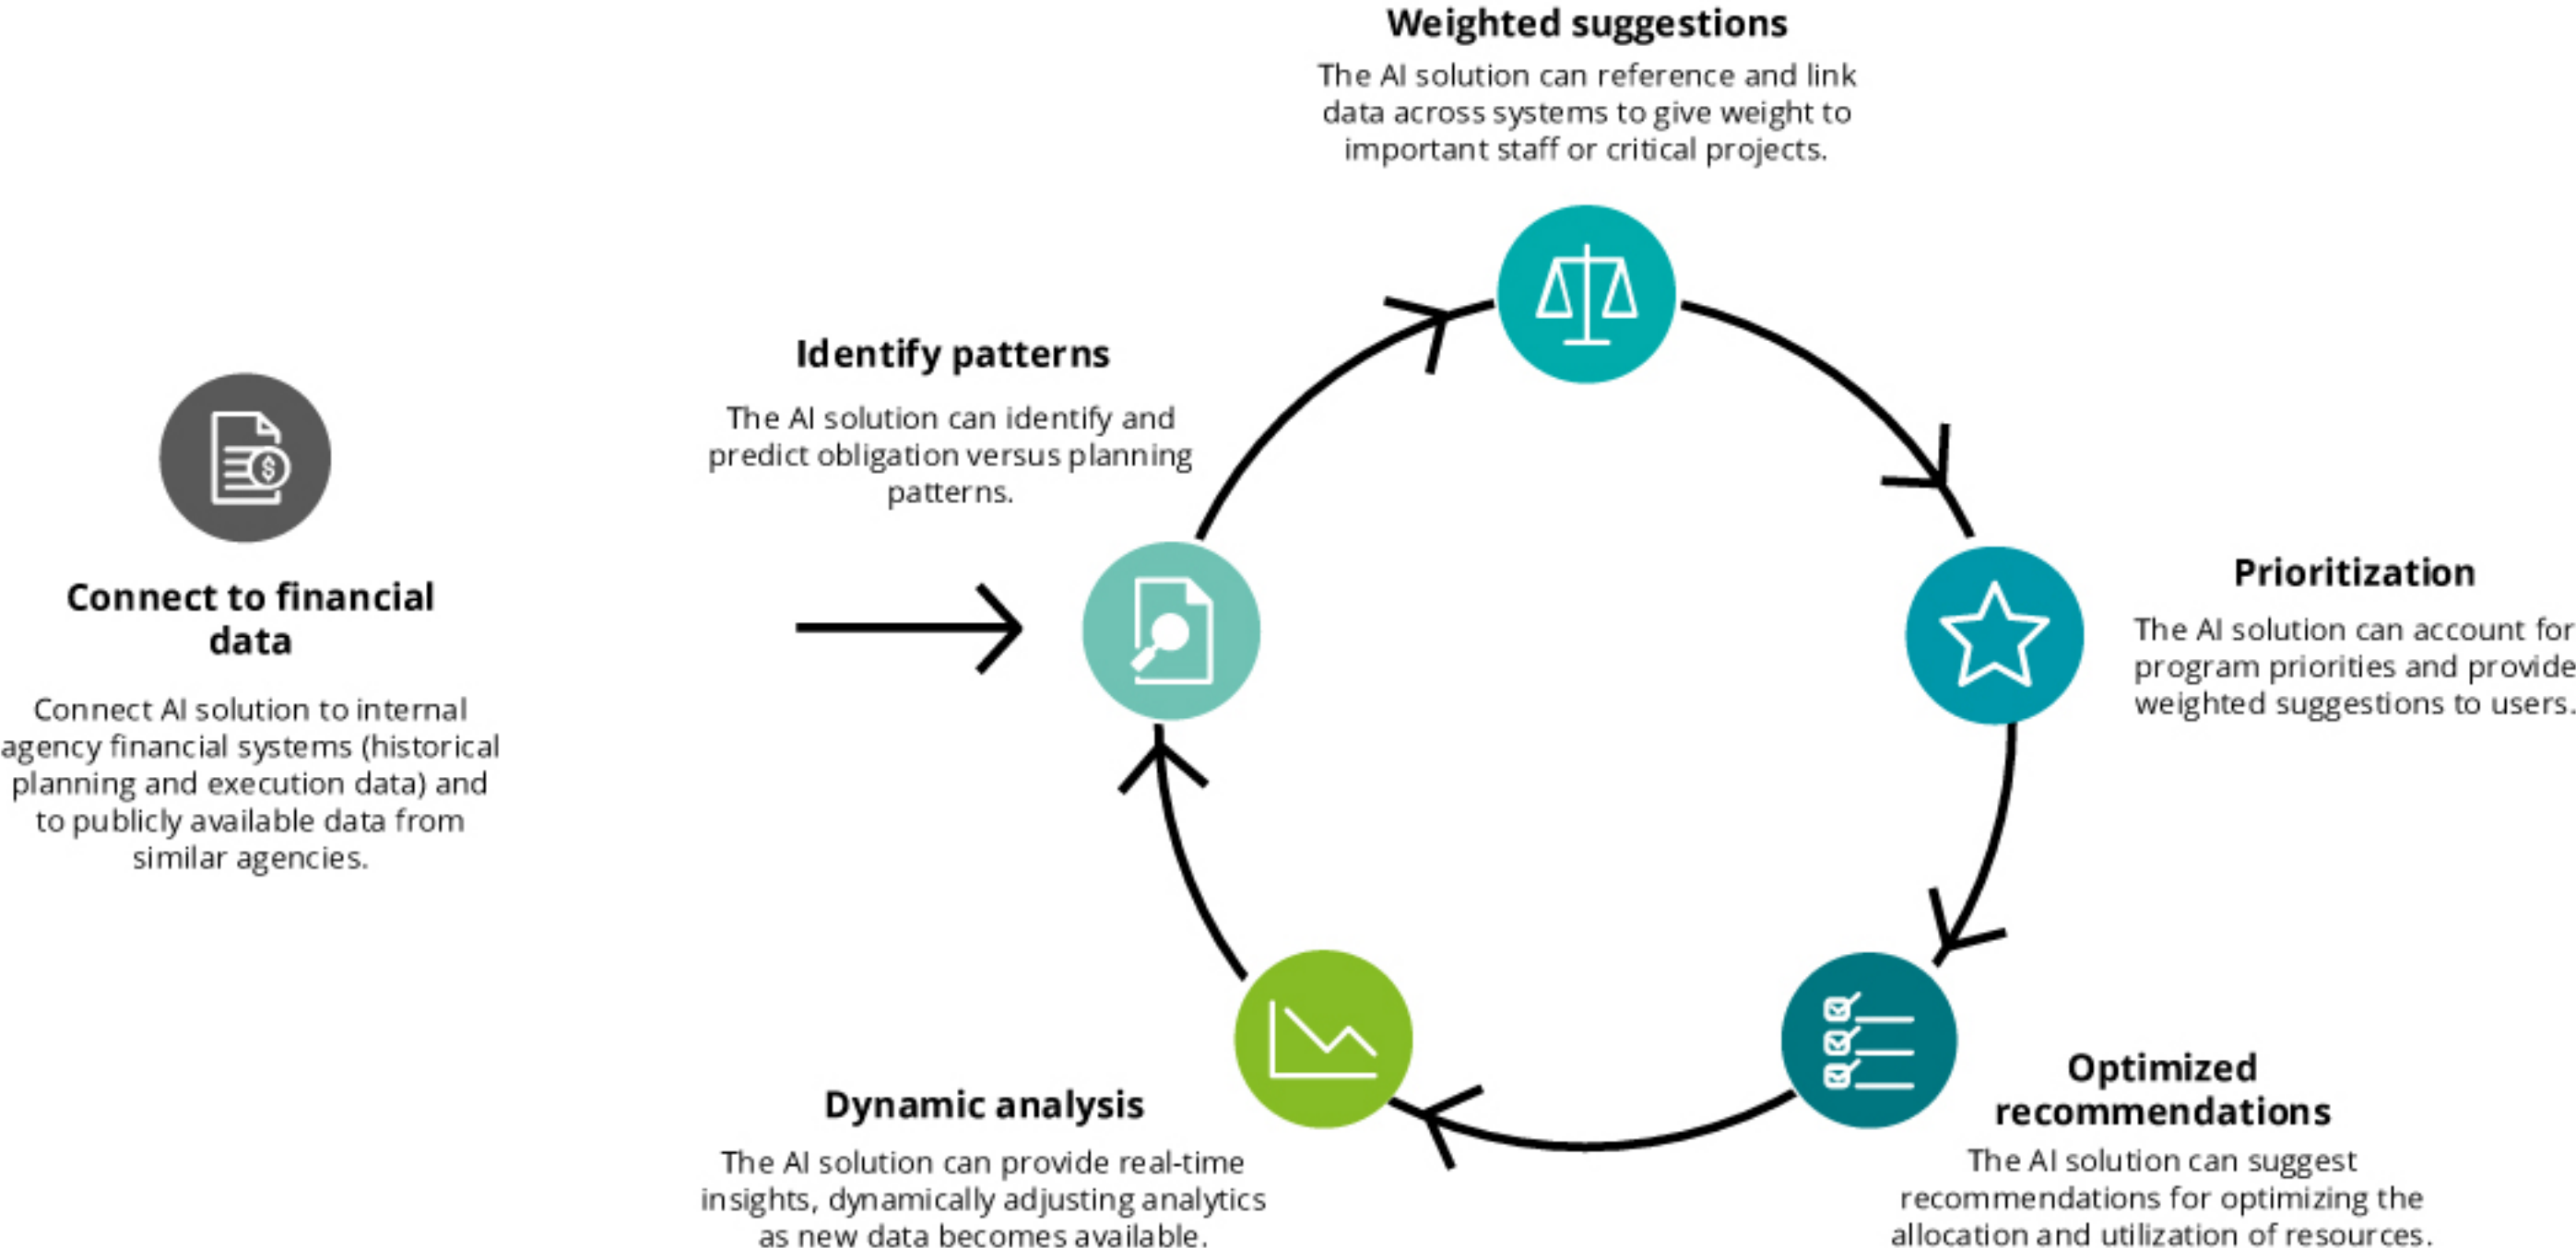 Weighted suggestions
The AI solution can reference and link
data across systems to give weight to
important staff or critical projects.
Identify patterns
The AI solution can identify and
predict obligation versus planning
patterns.
$
Connect to financial
data
Connect AI solution to internal
agency financial systems (historical
planning and execution data) and
to publicly available data from
similar agencies.
Prioritization
The AI solution can account for
program priorities and provide
weighted suggestions to users.
Optimized
recommendations
The AI solution can suggest
recommendations for optimizing the
allocation and utilization of resources.
Dynamic analysis
The AI solution can provide real-time
insights, dynamically adjusting analytics
as new data becomes available.